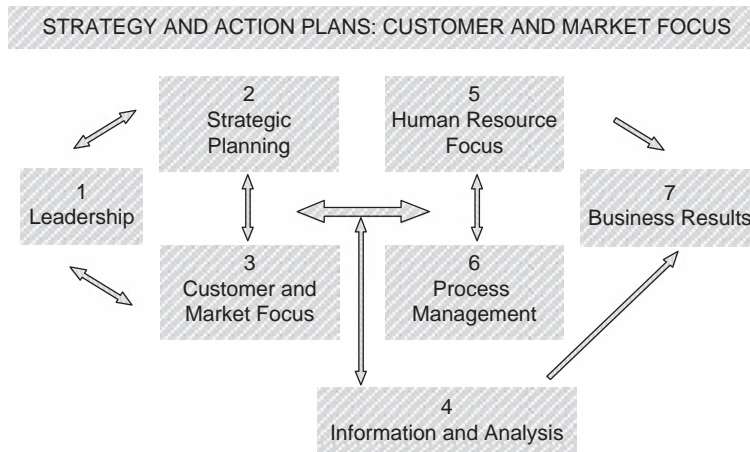 STRATEGY AND ACTION PLANS: CUSTOMER AND MARKET FOCUS
1
Leadership
2
Strategic
Planning
3
Customer and
Market Focus
5
Human Resource
Focus
6
Process
Management
7
Business Results
4
Information and Analysis